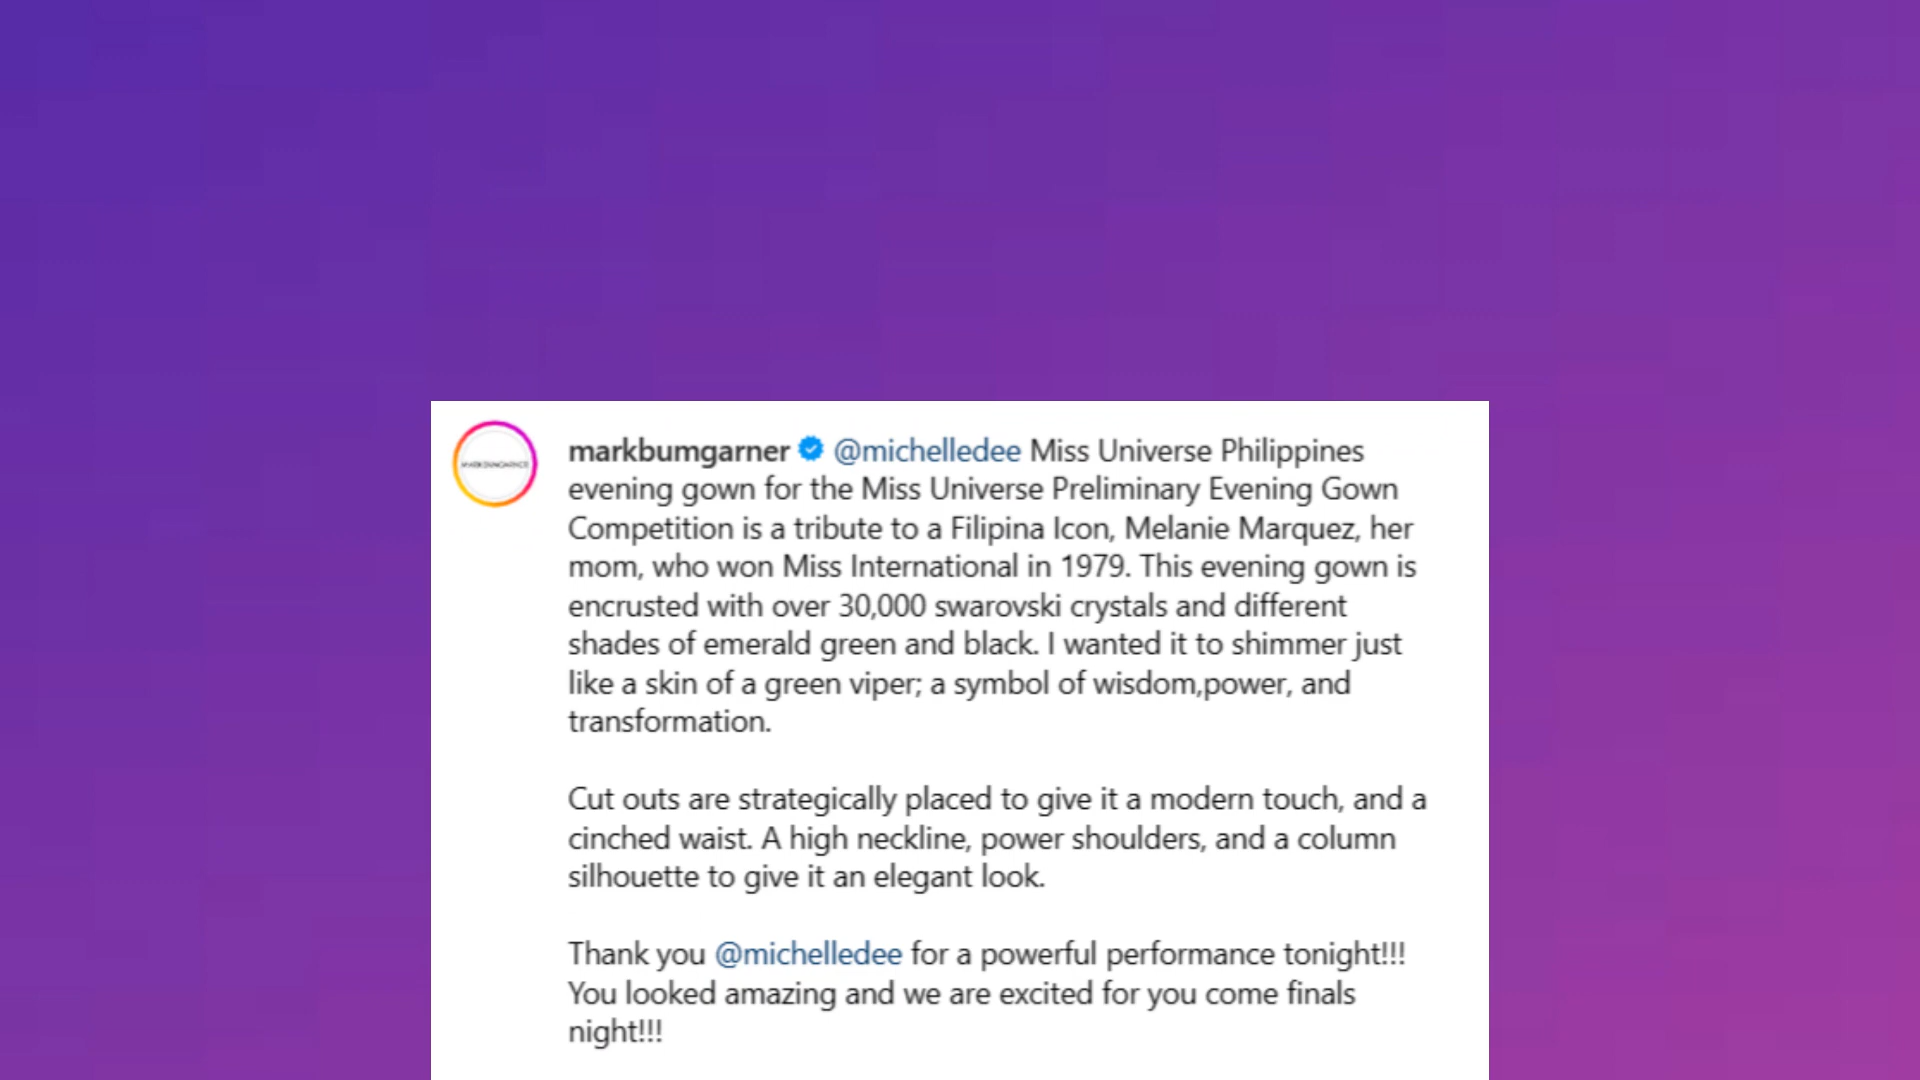 markbumgarner @michelledee Miss Universe Philippines
evening gown for the Miss Universe Preliminary Evening Gown
Competition is a tribute to a Filipina Icon, Melanie Marquez, her
mom, who won Miss International in 1979. This evening gown is
encrusted with over 30,000 swarovski crystals and different
shades of emerald green and black. I wanted it to shimmer just
like a skin of a green viper; a symbol of wisdom,power, and
transformation.
Cut outs are strategically placed to give it a modern touch, and a
cinched waist. A high neckline, power shoulders, and a column
silhouette to give it an elegant look.
Thank you @michelledee for a powerful performance tonight!!!
You looked amazing and we are excited for you come finals
night!!!